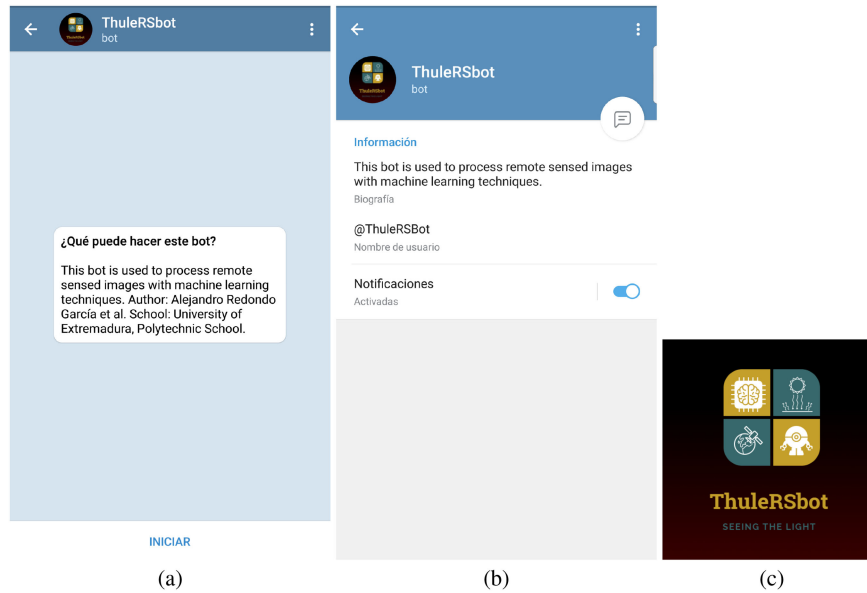 ThuleRSbot
bot
¿Qué puede hacer este bot?
This bot is used to process remote
sensed images with machine learning
techniques. Author: Alejandro Redondo
García et al. School: University of
Extremadura, Polytechnic School.
INICIAR
(a)
ThuleRSbot
ThuleRSbot
bot
Información
This bot is used to process remote sensed images
with machine learning techniques.
Biografía
@ThuleRSBot
Nombre de usuario
Notificaciones
Activadas
(b)
ThuleRSbot
SEEING THE LIGHT
(c)